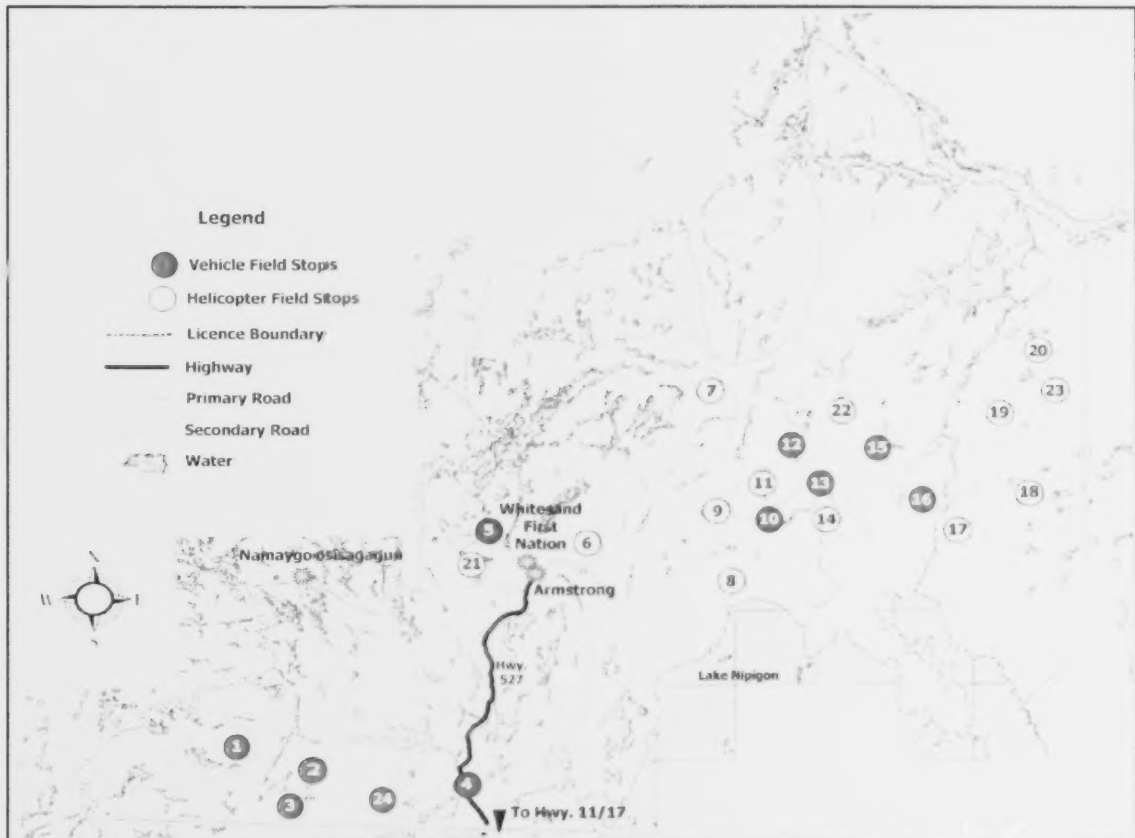 Legend
Vehicle Field Stops
Helicopter Field Stops
Licence Boundary
Highway
Primary Road
Secondary Road
Water
20
7
23
22
19
12
15
11
13
18
16
9
10
14
17
5
Whitesand
First
Nation
6
Namaygo-osisagagun
21
8
Armstrong
Hwy.
527
Lake Nipigon
1
2
3
24
4
To Hwy. 11/17